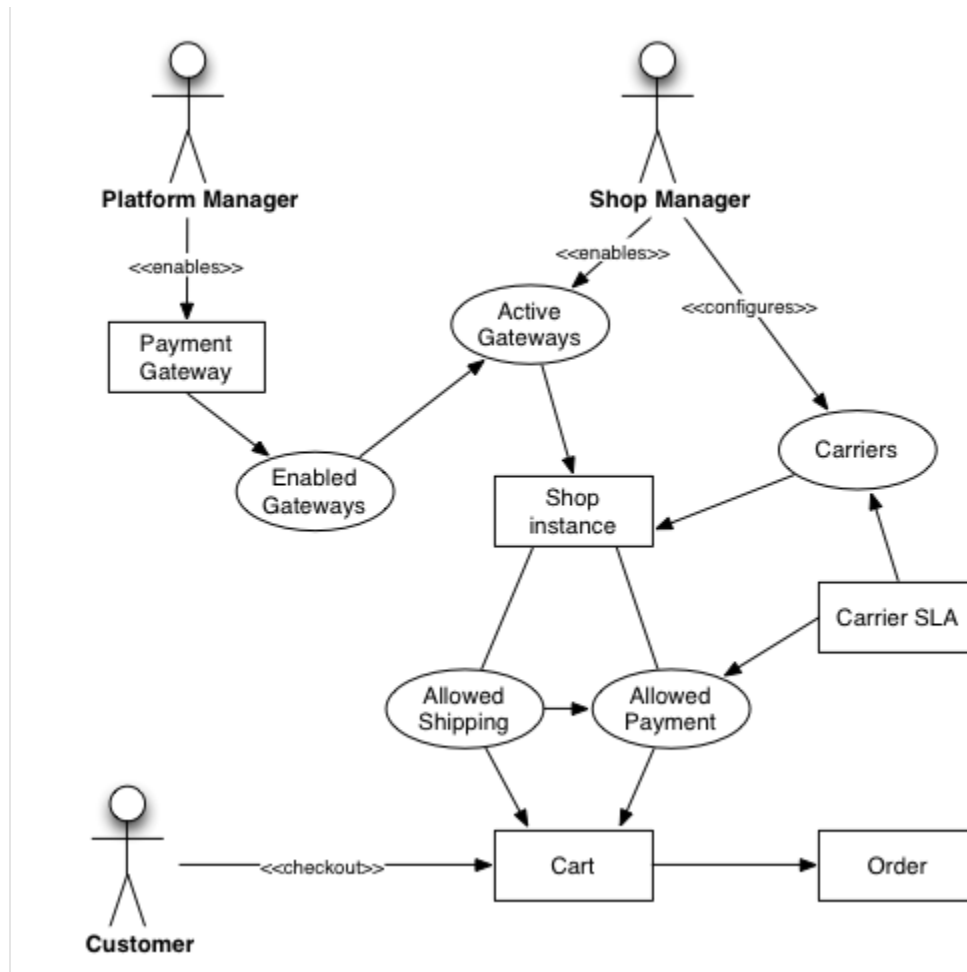 Platform Manager
Shop Manager
<<enables>>
<<enables>>
<<configures>>
Active
Gateways
Payment
Gateway
Carriers
Enabled
Gateways
Shop
instance
Carrier SLA
Allowed
Shipping
Allowed
Payment
<<checkout>>
Cart
Order
Customer